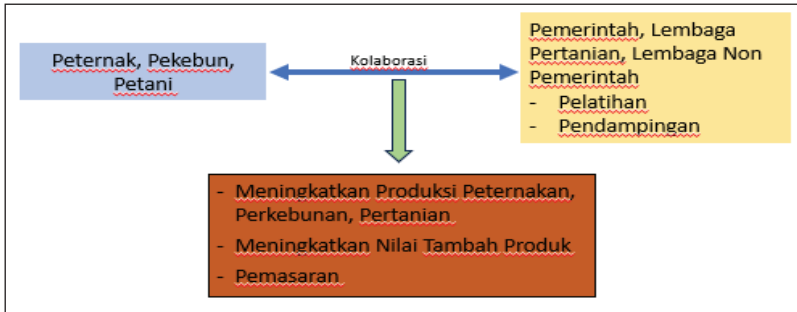 Peternak, Pekebun,
Petani
Kolaborasi
Pemerintah, Lembaga
Pertanian, Lembaga Non
Pemerintah
- Pelatihan
- Pendampingan
- Meningkatkan Produksi Peternakan,
Perkebunan, Pertanian
- Meningkatkan Nilai Tambah Produk
- Pemasaran